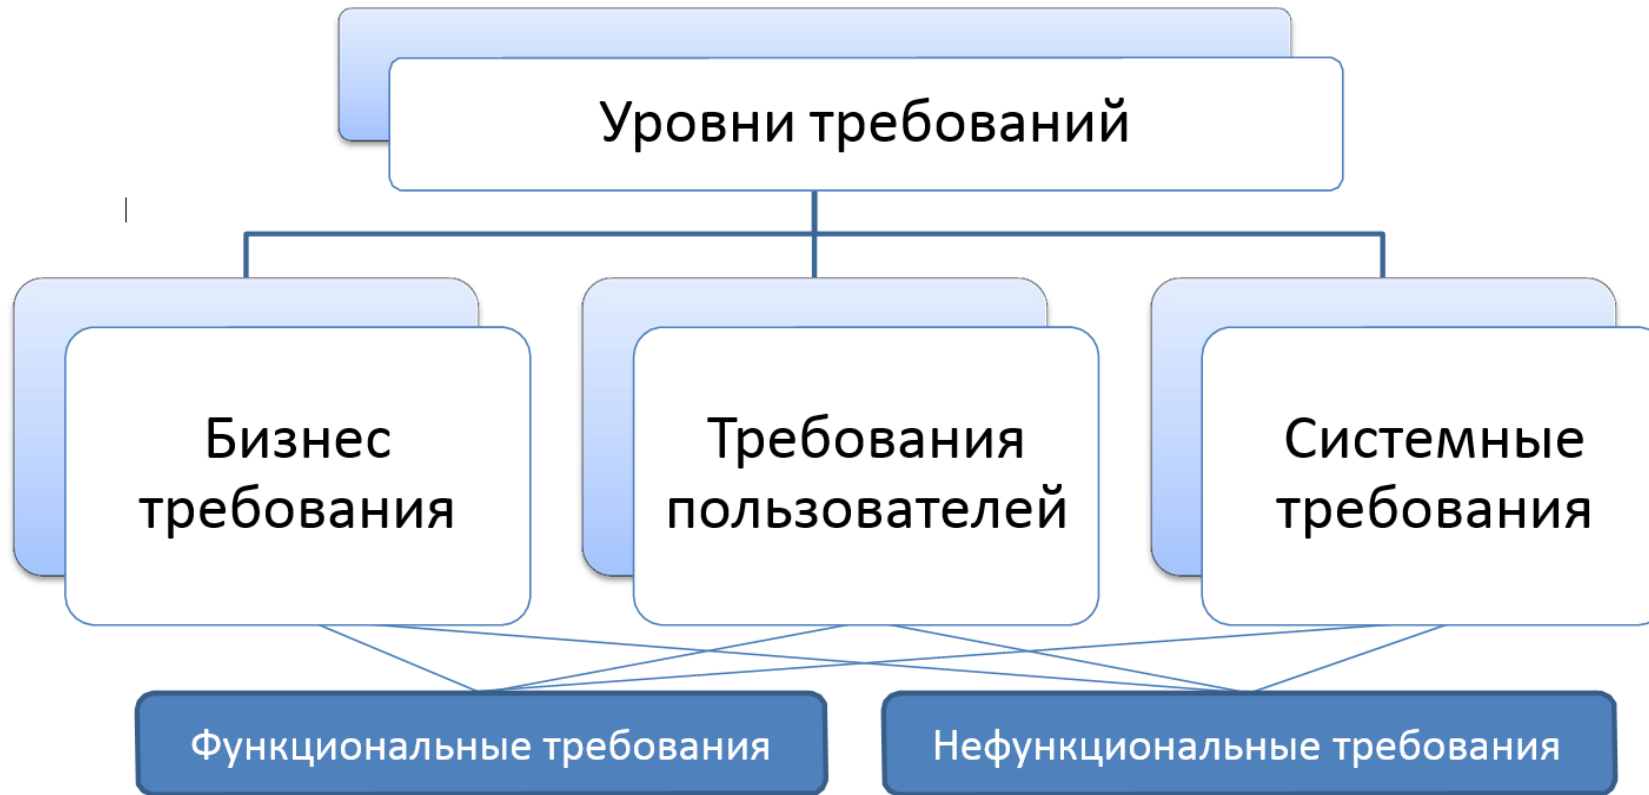 Уровни требований
Бизнес
требования
Требования
пользователей
Системные
требования
Функциональные требования
Нефункциональные требования